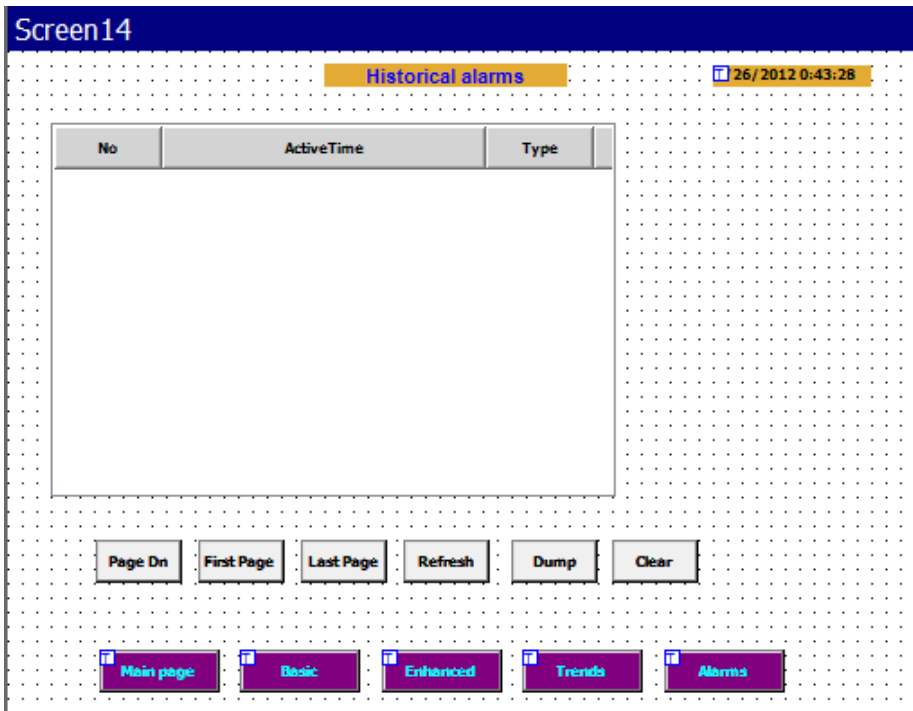 Screen14
Historical alarms
T /26/2012 0:43:28
No ActiveTime Type
Page Dn First Page Last Page Refresh Dump Clear
T Main page T Basic T Enhanced T Trends T Alarms